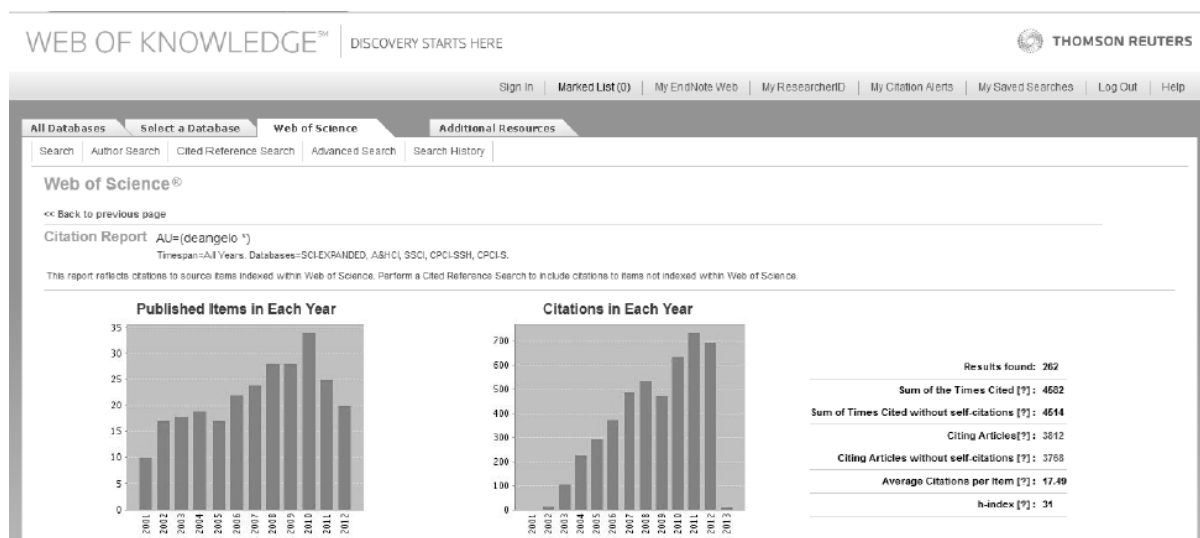 WEB OF KNOWLEDGE℠ DISCOVERY STARTS HERE
THOMSON REUTERS
Sign In Marked List (0) My EndNote Web My ResearcherID My Citation Alerts My Saved Searches Log Out Help
All Databases Select a Database Web of Science Additional Resources
Search Author Search Cited Reference Search Advanced Search Search History
Web of Science®
<< Back to previous page
Citation Report AU=(deangelo *)
Timespan=All Years. Databases=SCI-EXPANDED, A&HCI, SSCI, CPCI-SSH, CPCI-S.
This report reflects citations to source items indexed within Web of Science. Perform a Cited Reference Search to include citations to items not indexed within Web of Science.
Published Items in Each Year
35
30
25
20
15
10
5
0
2001 2002 2003 2004 2005 2006 2007 2008 2009 2010 2011 2012
Citations in Each Year
700
600
500
400
300
200
100
0
2001 2002 2003 2004 2005 2006 2007 2008 2009 2010 2011 2012 2013
Results found: 262
Sum of the Times Cited [?] : 4582
Sum of Times Cited without self-citations [?] : 4514
Citing Articles[?] : 3812
Citing Articles without self-citations [?] : 3768
Average Citations per Item [?] : 17.49
h-index [?] : 31